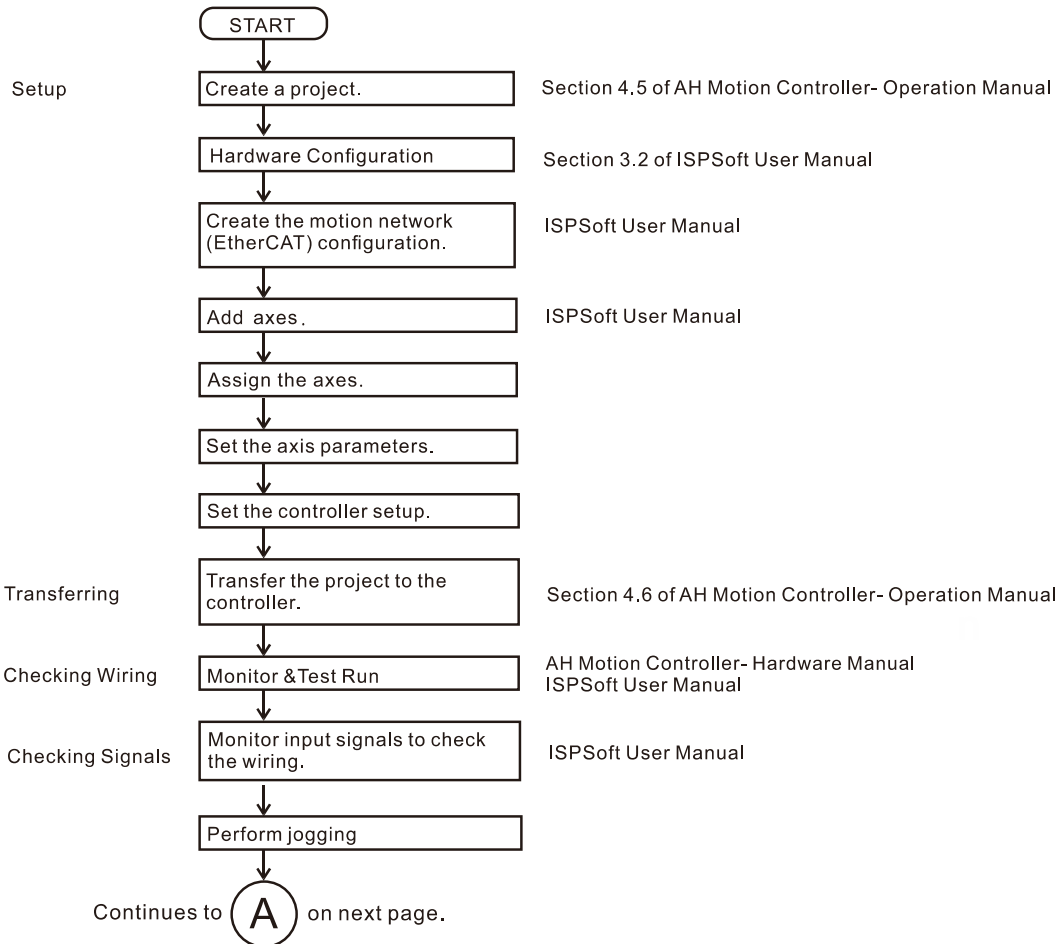 START
Setup
Create a project.
Section 4.5 of AH Motion Controller- Operation Manual
Hardware Configuration
Section 3.2 of ISPSoft User Manual
Create the motion network
(EtherCAT) configuration.
ISPSoft User Manual
Add axes.
ISPSoft User Manual
Assign the axes.
Set the axis parameters.
Set the controller setup.
Transferring
Transfer the project to the
controller.
Section 4.6 of AH Motion Controller- Operation Manual
Checking Wiring
Monitor &Test Run
AH Motion Controller- Hardware Manual
ISPSoft User Manual
Checking Signals
Monitor input signals to check
the wiring.
ISPSoft User Manual
Perform jogging
Continues to A on next page.